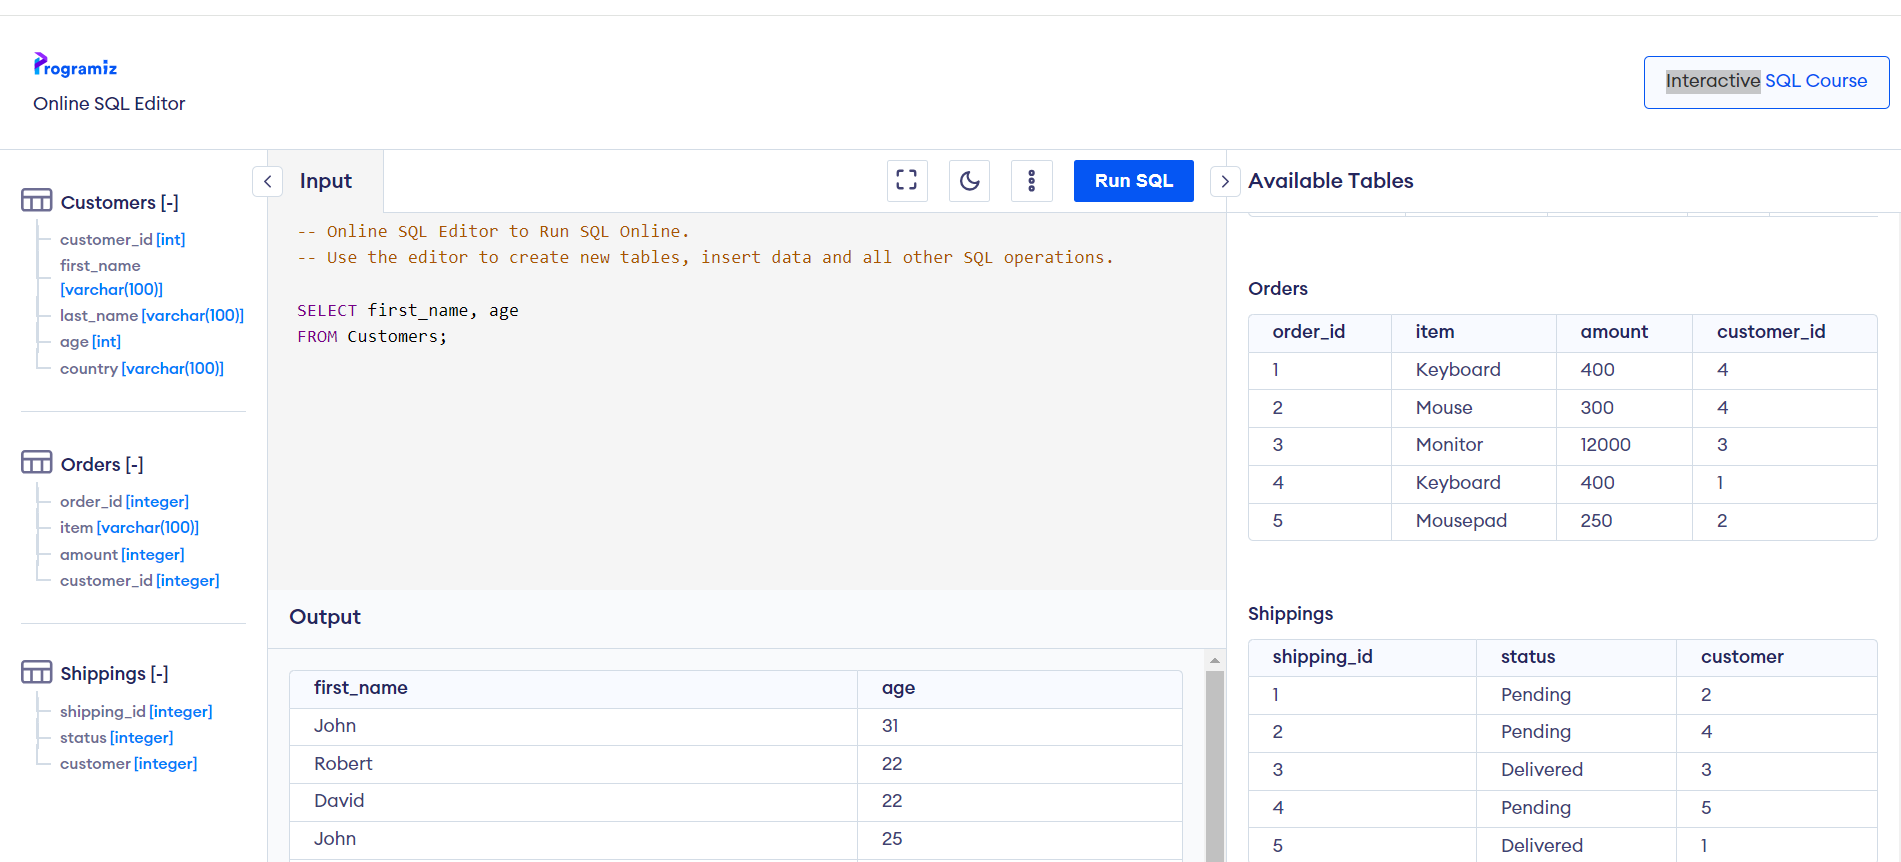 Programiz
Online SQL Editor
Interactive SQL Course
Customers [-]
customer_id [int]
first_name
[varchar(100)]
last_name [varchar(100)]
age [int]
country [varchar(100)]
Orders [-]
order_id [integer]
item [varchar(100)]
amount [integer]
customer_id [integer]
Shippings [-]
shipping_id [integer]
status [integer]
customer [integer]
Input
Run SQL
-- Online SQL Editor to Run SQL Online.
-- Use the editor to create new tables, insert data and all other SQL operations.
SELECT first_name, age
FROM Customers;
Output
first_name age
John 31
Robert 22
David 22
John 25
Available Tables
Orders
order_id item amount customer_id
1 Keyboard 400 4
2 Mouse 300 4
3 Monitor 12000 3
4 Keyboard 400 1
5 Mousepad 250 2
Shippings
shipping_id status customer
1 Pending 2
2 Pending 4
3 Delivered 3
4 Pending 5
5 Delivered 1